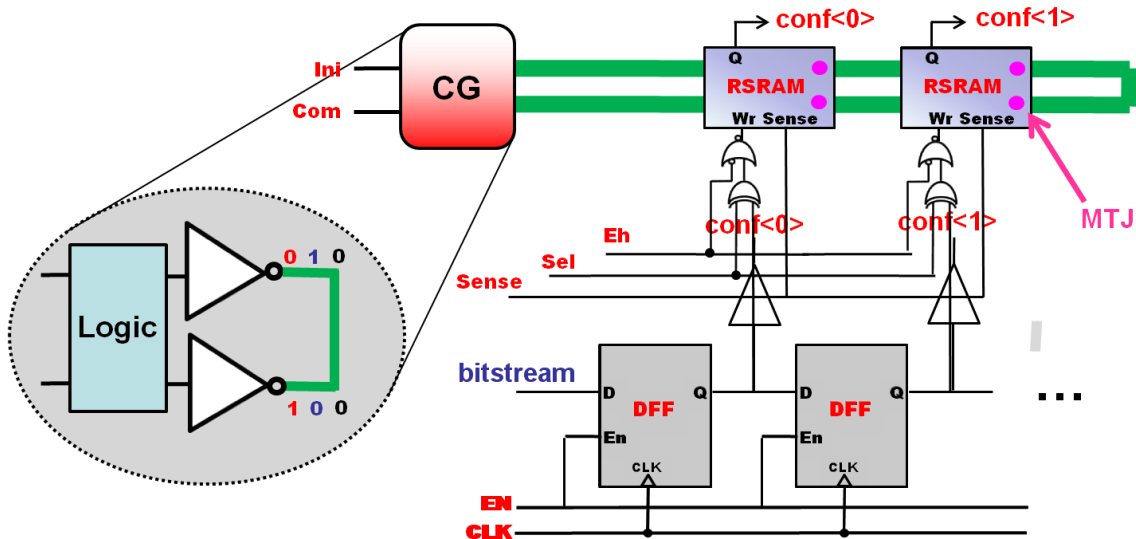 conf<0>
conf<1>
Ini
Com
CG
Q
RSRAM
Wr Sense
Q
RSRAM
Wr Sense
MTJ
conf<0>
conf<1>
Eh
Sel
Sense
0 1 0
Logic
1 0 0
bitstream
D
DFF
Q
En
CLK
D
DFF
Q
En
CLK
...
EN
CLK